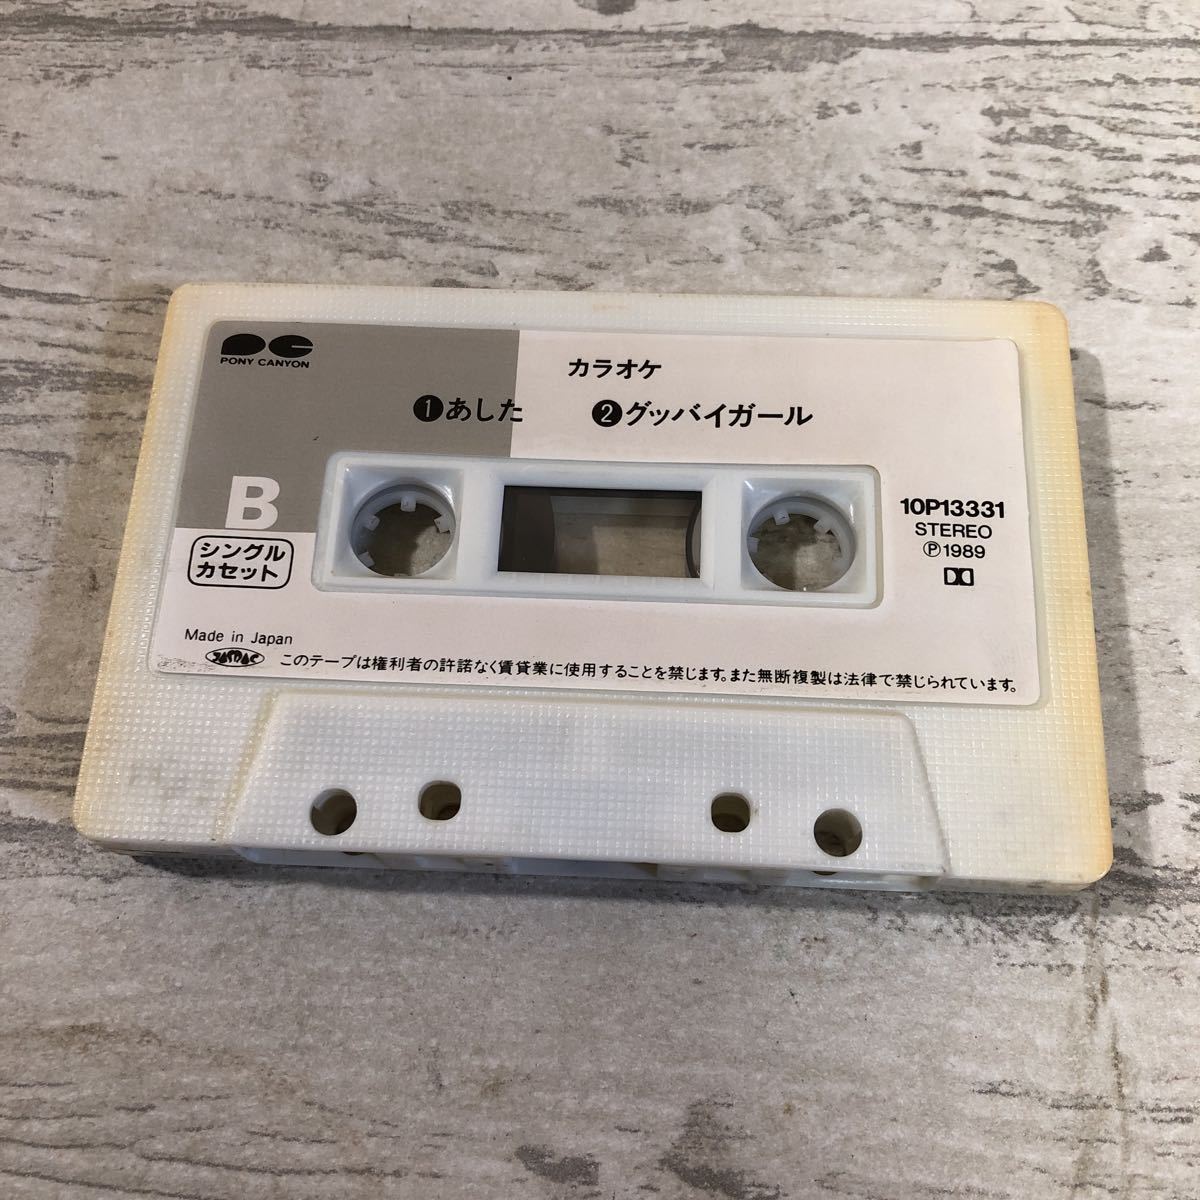 PONY CANYON
カラオケ
❶あした ❷グッバイガール
B
シングル
カセット
10P13331
STEREO
Ⓟ1989
Made in Japan
JASRAC このテープは権利者の許諾なく賃貸業に使用することを禁じます。また無断複製は法律で禁じられています。